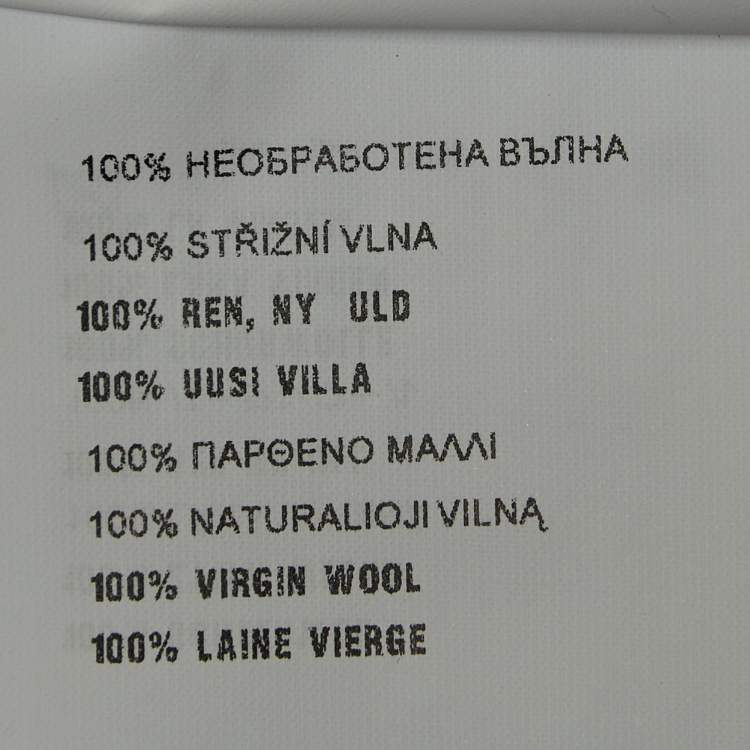 100% НЕОБРАБОТЕНА ВЪЛНА
100% STŘIŽNÍ VLNA
100% REN, NY ULD
100% UUSI VILLA
100% ΠΑΡΘΕΝΟ ΜΑΛΛΙ
100% NATURALIOJI VILNĄ
100% VIRGIN WOOL
100% LAINE VIERGE